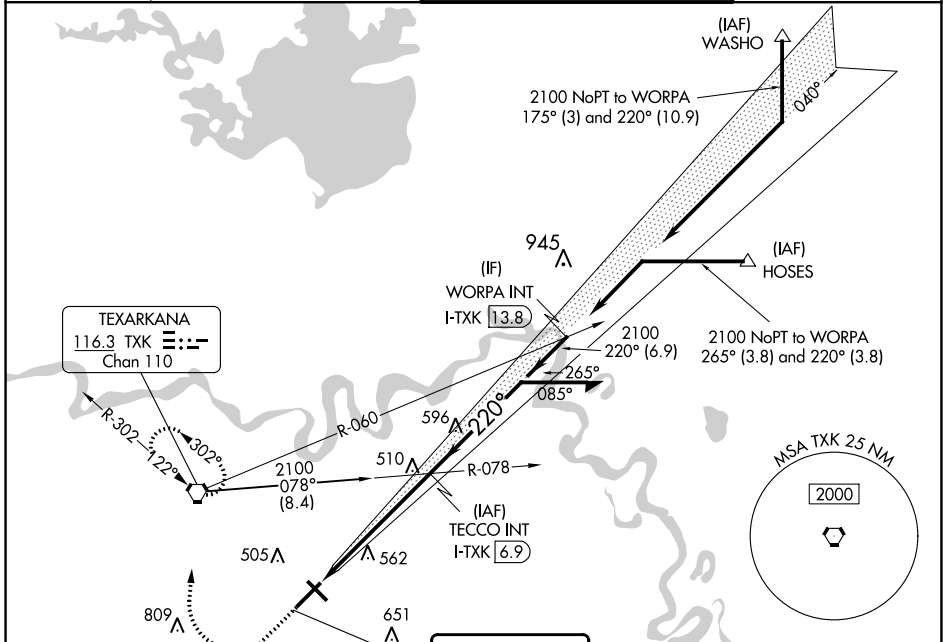 (IAF)
WASHO
2100 NoPT to WORPA
175° (3) and 220° (10.9)
040°
945
(IAF)
HOSES
(IF)
WORPA INT
I-TXK 13.8
2100
220° (6.9)
2100 NoPT to WORPA
265° (3.8) and 220° (3.8)
TEXARKANA
116.3 TXK
Chan 110
265°
085°
220°
596
R-060
R-302
122°
302°
510
R-078
2100
078°
(8.4)
(IAF)
TECCO INT
I-TXK 6.9
MSA TXK 25 NM
2000
505
562
809
651